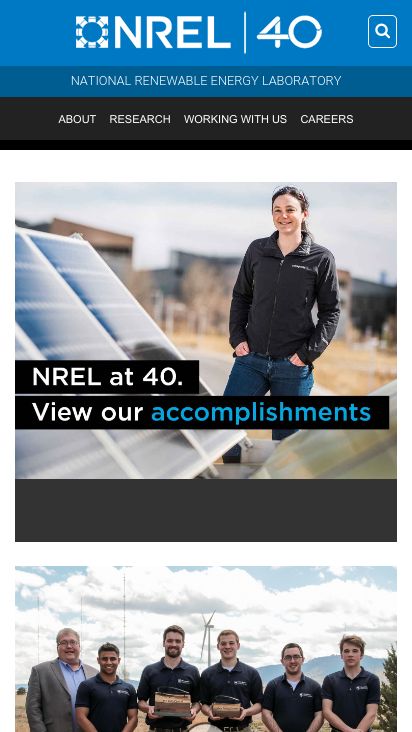 NREL | 40
NATIONAL RENEWABLE ENERGY LABORATORY
ABOUT RESEARCH WORKING WITH US CAREERS
NREL at 40.
View our accomplishments